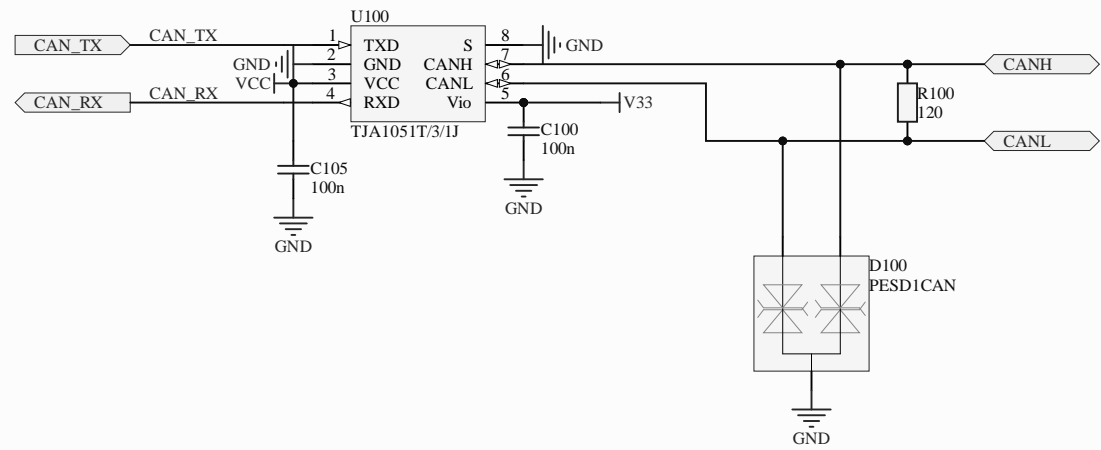 U100
CAN_TX
CAN_TX
1
TXD
S
8
GND
GND
2
GND
CANH
7
CANH
VCC
3
VCC
CANL
6
R100
120
CAN_RX
CAN_RX
4
RXD
Vio
5
V33
TJA1051T/3/1J
C100
100n
CANL
C105
100n
GND
GND
D100
PESD1CAN
GND